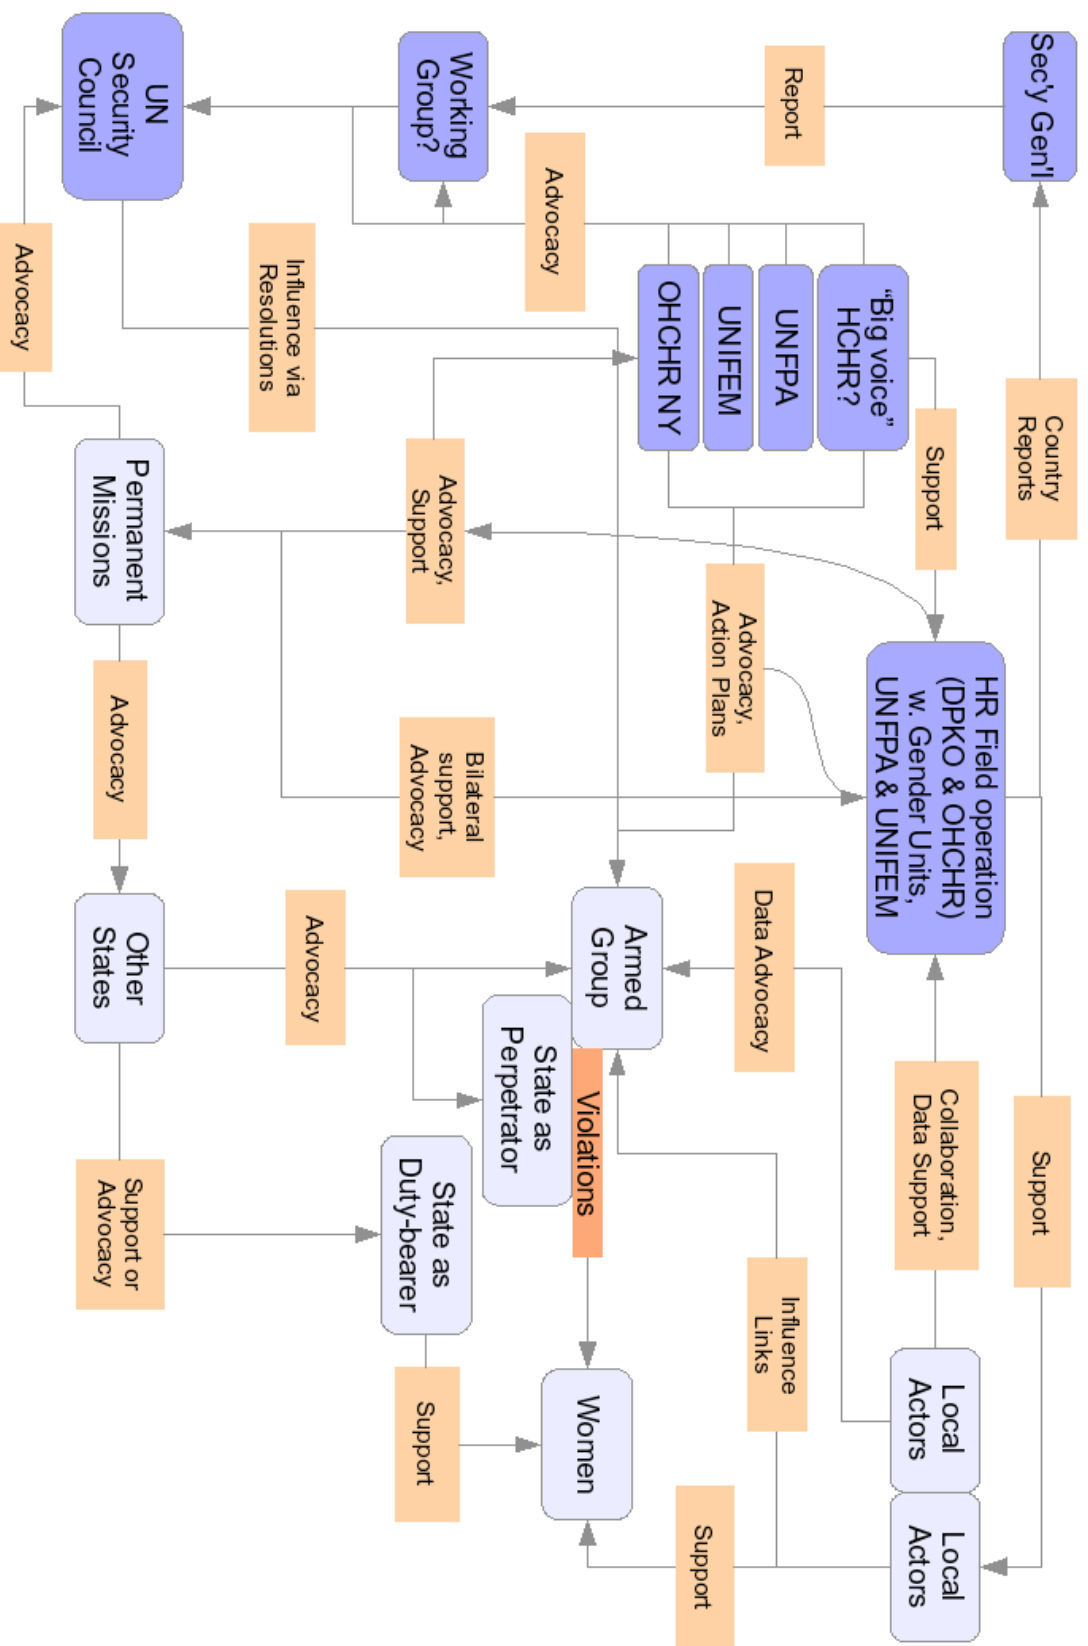 Sec'y Gen'l
Country
Reports
Support
HR Field operation
(DPKO & OHCHR)
w. Gender Units,
UNFPA & UNIFEM
Support
Collaboration,
Data Support
Local
Actors
Local
Actors
"Big voice"
HCHR?
UNFPA
UNIFEM
OHCHR NY
Report
Advocacy,
Action Plans
Data Advocacy
Influence
Links
Support
Advocacy
Armed
Group
Violations
Women
State as
Perpetrator
Working
Group?
Advocacy,
Support
Bilateral
support,
Advocacy
State as
Duty-bearer
Support
Influence via
Resolutions
Advocacy
UN
Security
Council
Permanent
Missions
Advocacy
Other
States
Support or
Advocacy
Advocacy